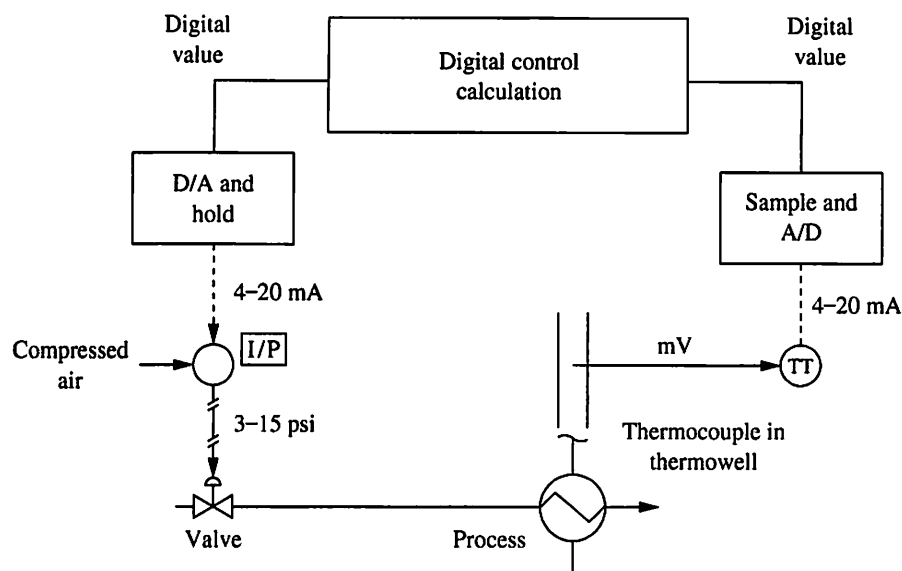 Digital
value
Digital control
calculation
Digital
value
D/A and
hold
Sample and
A/D
4–20 mA
4–20 mA
Compressed
air
I/P
mV
TT
3–15 psi
Thermocouple in
thermowell
Valve
Process